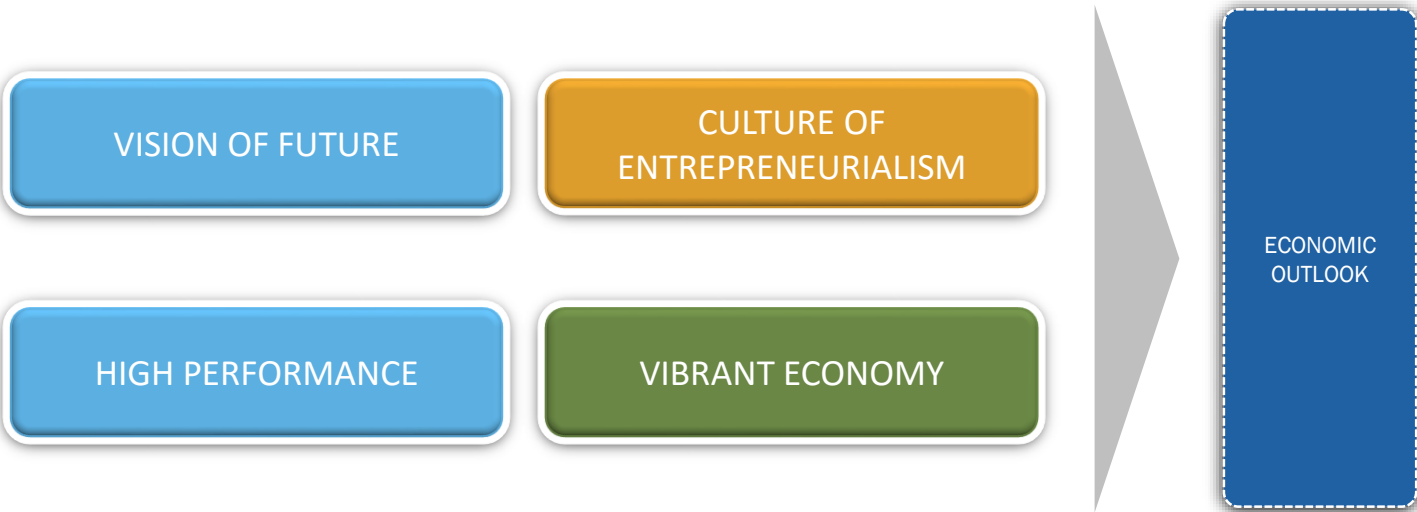 VISION OF FUTURE
CULTURE OF
ENTREPRENEURIALISM
HIGH PERFORMANCE
VIBRANT ECONOMY
ECONOMIC
OUTLOOK